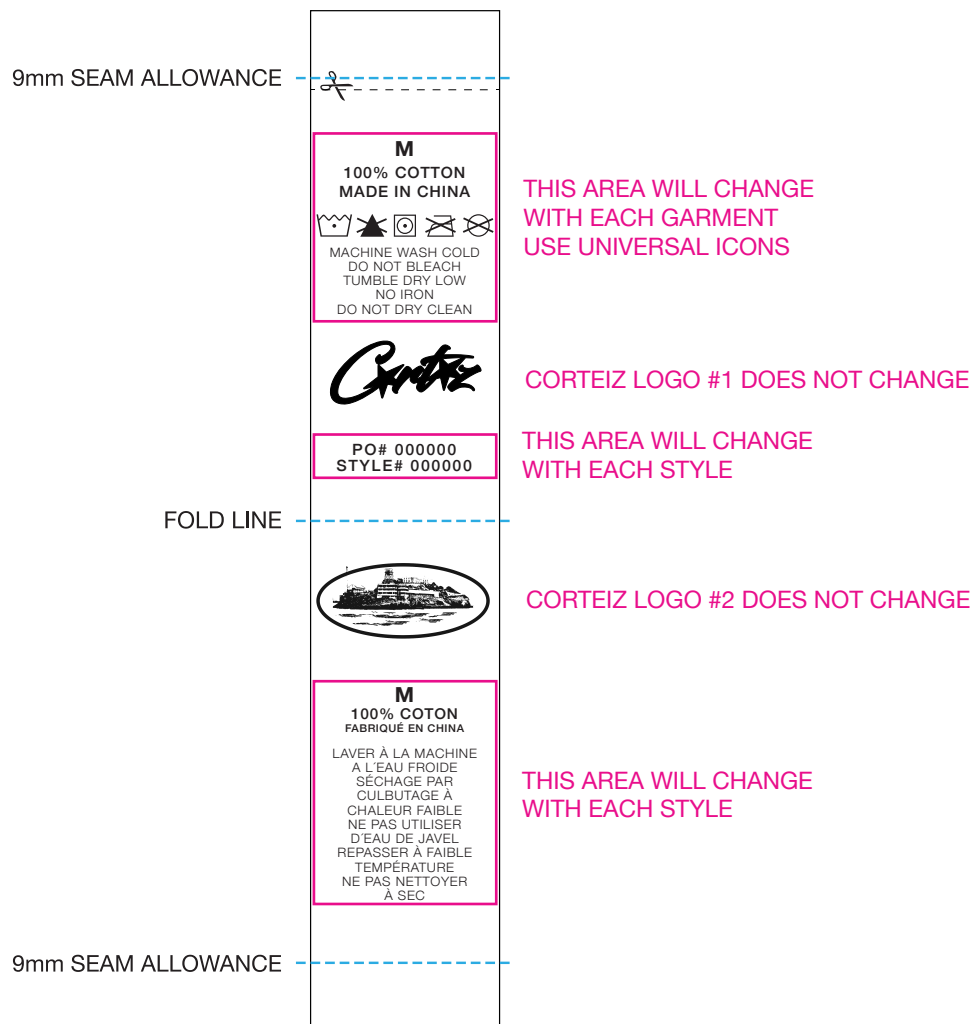 9mm SEAM ALLOWANCE
M
100% COTTON
MADE IN CHINA
MACHINE WASH COLD
DO NOT BLEACH
TUMBLE DRY LOW
NO IRON
DO NOT DRY CLEAN
THIS AREA WILL CHANGE
WITH EACH GARMENT
USE UNIVERSAL ICONS
Corteiz
CORTEIZ LOGO #1 DOES NOT CHANGE
PO# 000000
STYLE# 000000
THIS AREA WILL CHANGE
WITH EACH STYLE
FOLD LINE
CORTEIZ LOGO #2 DOES NOT CHANGE
M
100% COTON
FABRIQUÉ EN CHINA
LAVER À LA MACHINE
A L´EAU FROIDE
SÉCHAGE PAR
CULBUTAGE À
CHALEUR FAIBLE
NE PAS UTILISER
D´EAU DE JAVEL
REPASSER À FAIBLE
TEMPÉRATURE
NE PAS NETTOYER
À SEC
THIS AREA WILL CHANGE
WITH EACH STYLE
9mm SEAM ALLOWANCE